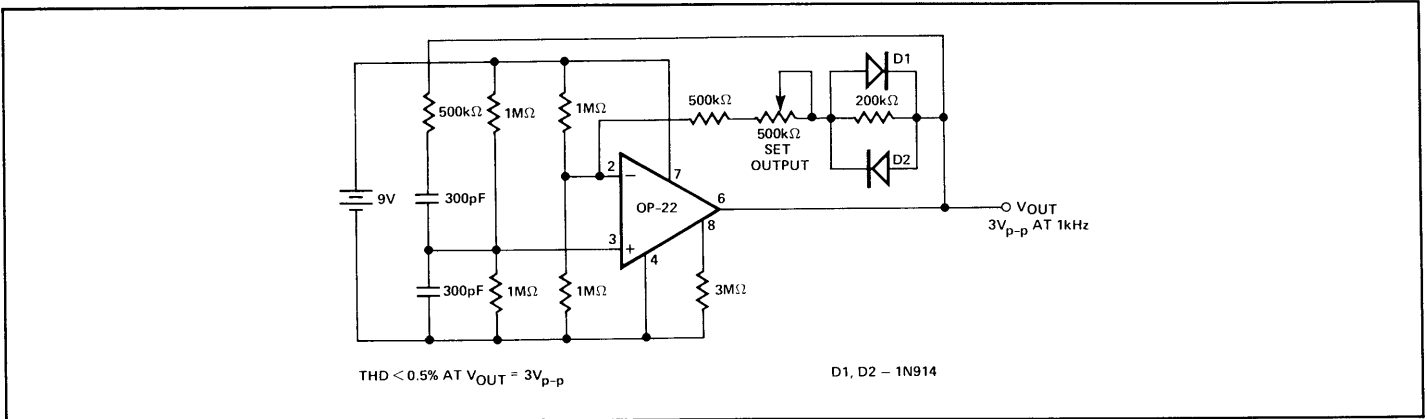 D1
500kΩ
200kΩ
500kΩ
1MΩ
1MΩ
500kΩ
SET
OUTPUT
D2
2
−
7
9V
300pF
OP-22
6
VOUT
3Vp-p AT 1kHz
8
3
+
4
300pF
1MΩ
1MΩ
3MΩ
THD < 0.5% AT VOUT = 3Vp-p
D1, D2 − 1N914